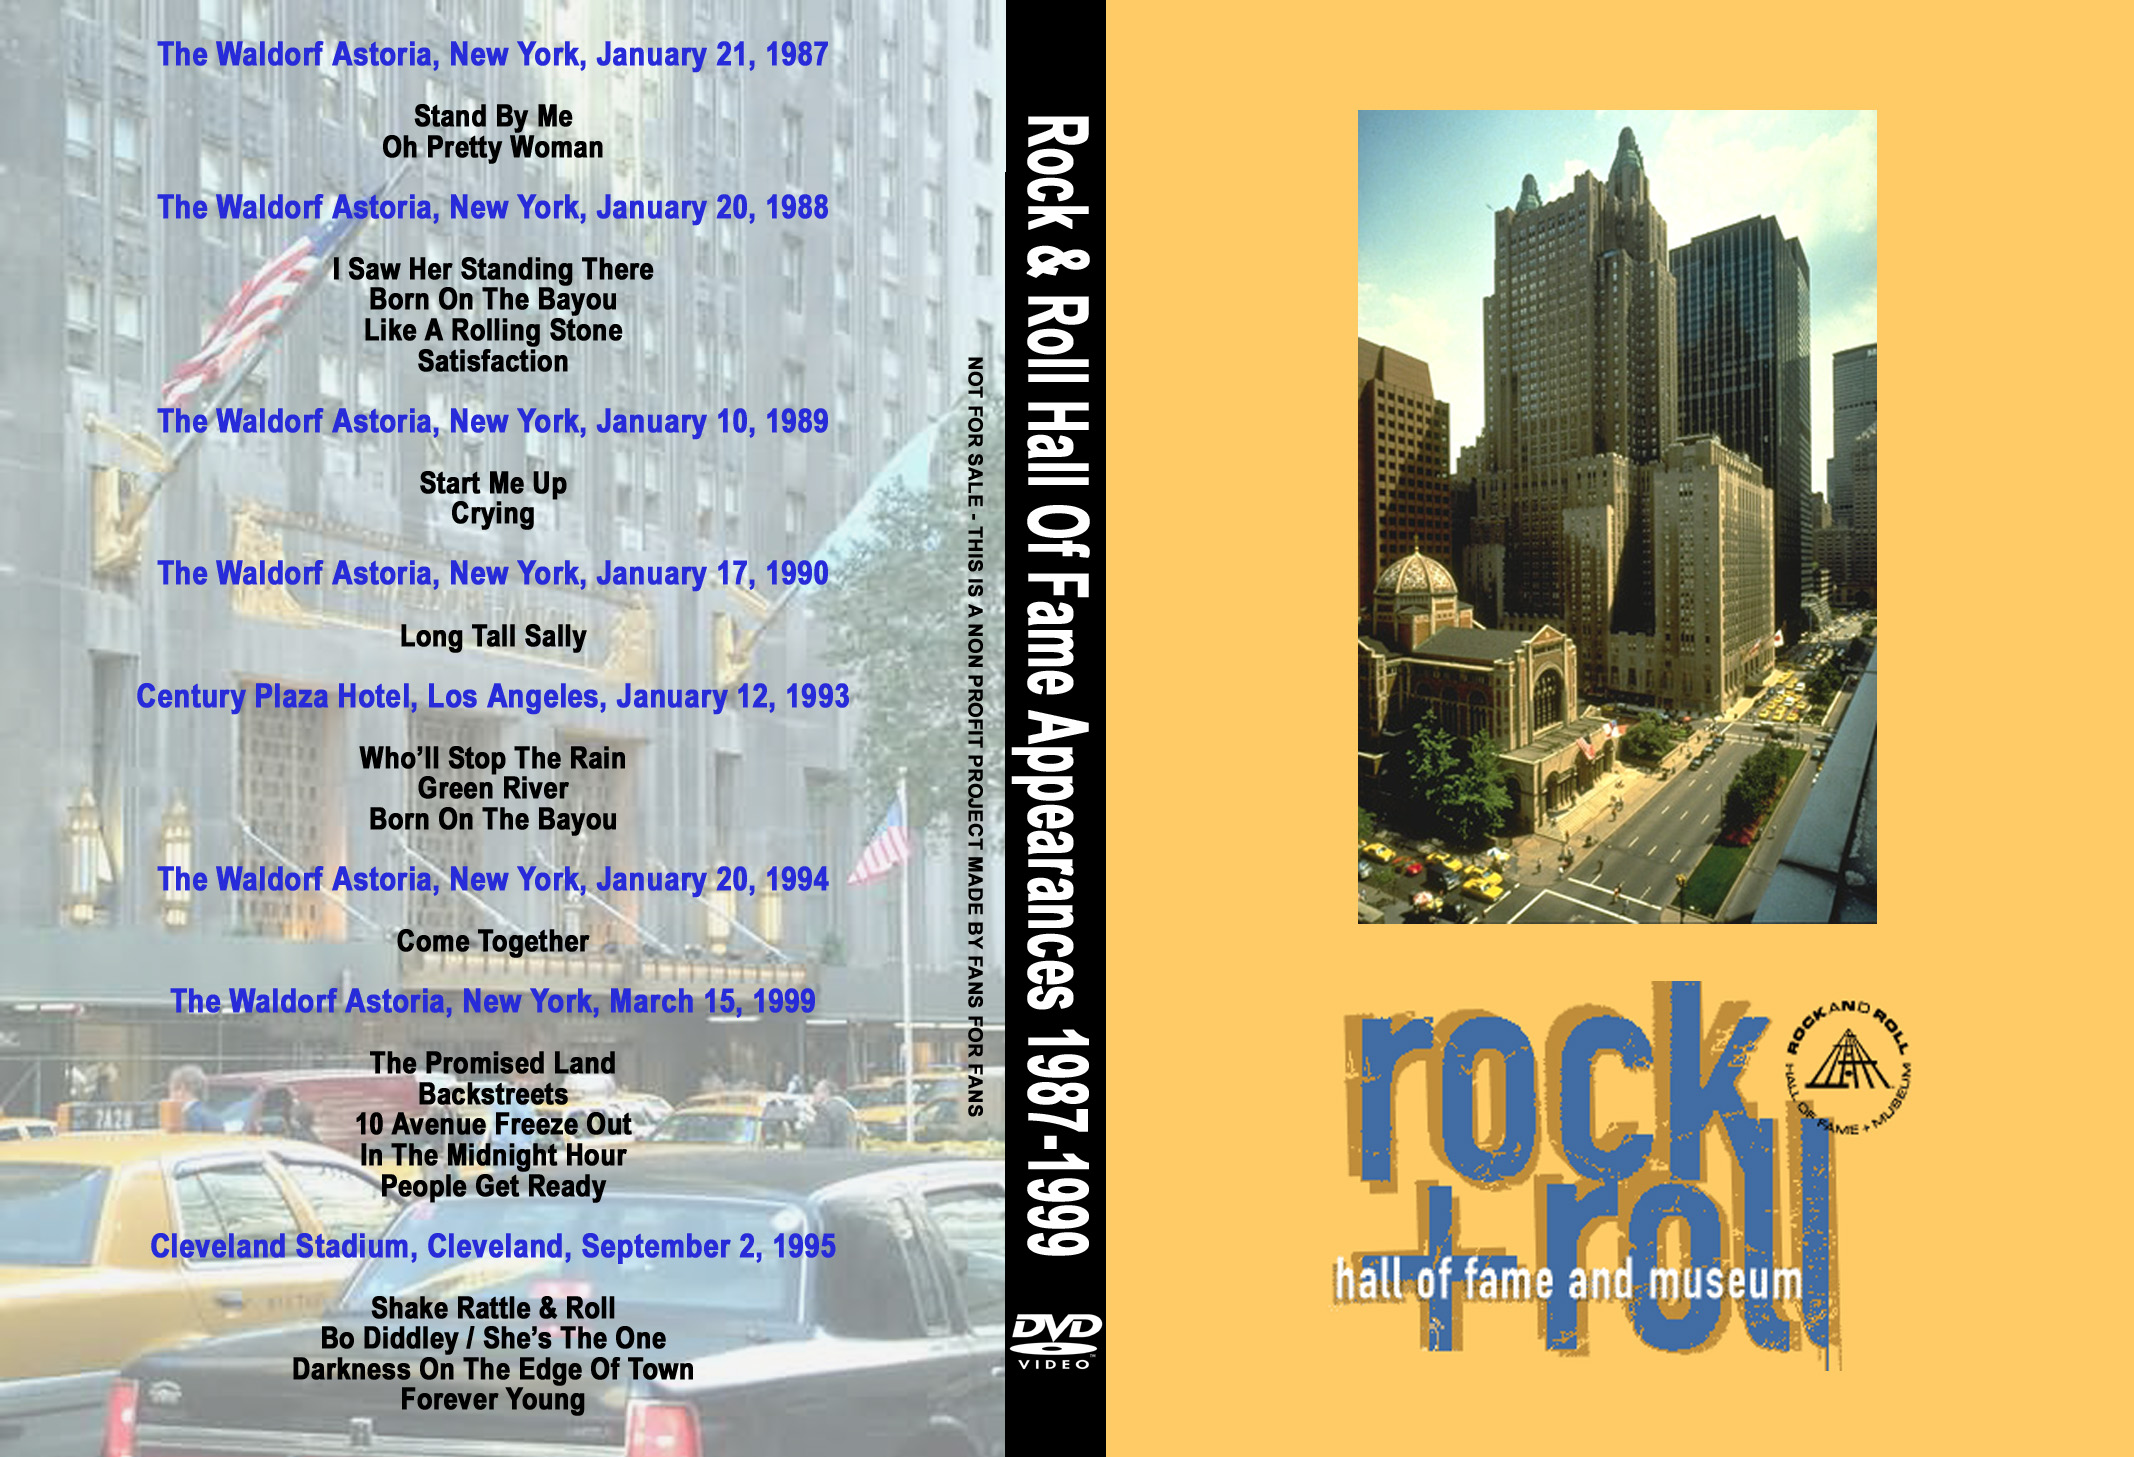 The Waldorf Astoria, New York, January 21, 1987
Stand By Me
Oh Pretty Woman
The Waldorf Astoria, New York, January 20, 1988
I Saw Her Standing There
Born On The Bayou
Like A Rolling Stone
Satisfaction
The Waldorf Astoria, New York, January 10, 1989
Start Me Up
Crying
The Waldorf Astoria, New York, January 17, 1990
Long Tall Sally
Century Plaza Hotel, Los Angeles, January 12, 1993
Who'll Stop The Rain
Green River
Born On The Bayou
The Waldorf Astoria, New York, January 20, 1994
Come Together
The Waldorf Astoria, New York, March 15, 1999
The Promised Land
Backstreets
10 Avenue Freeze Out
In The Midnight Hour
People Get Ready
Cleveland Stadium, Cleveland, September 2, 1995
Shake Rattle & Roll
Bo Diddley / She's The One
Darkness On The Edge Of Town
Forever Young
NOT FOR SALE - THIS IS A NON PROFIT PROJECT MADE BY FANS FOR FANS
Rock & Roll Hall Of Fame Appearances 1987-1999
DVD
VIDEO
rock
+roll
hall of fame and museum
ROCK AND ROLL
HALL OF FAME + MUSEUM